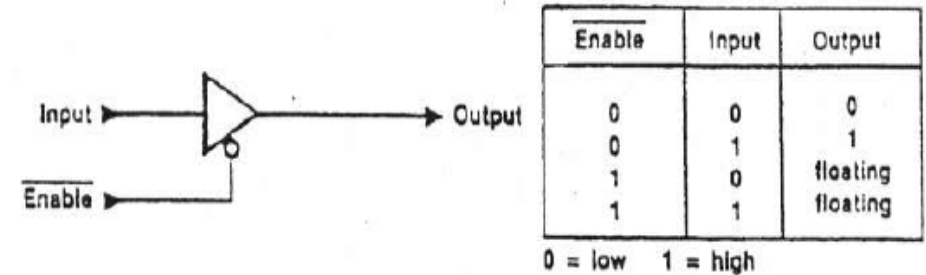 Input
Output
Enable
Enable Input Output
0 0 0
0 1 1
1 0 floating
1 1 floating
0 = low 1 = high